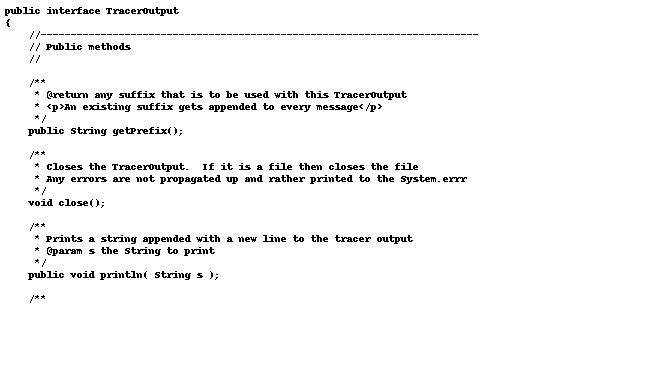 public interface TracerOutput
{
    //-------------------------------------------------------------------------
    // Public methods
    //

    /**
     * @return any suffix that is to be used with this TracerOutput
     * <p>An existing suffix gets appended to every message</p>
     */
    public String getPrefix();

    /**
     * Closes the TracerOutput.  If it is a file then closes the file
     * Any errors are not propagated up and rather printed to the System.errr
     */
    void close();

    /**
     * Prints a string appended with a new line to the tracer output
     * @param s the String to print
     */
    public void println( String s );

    /**